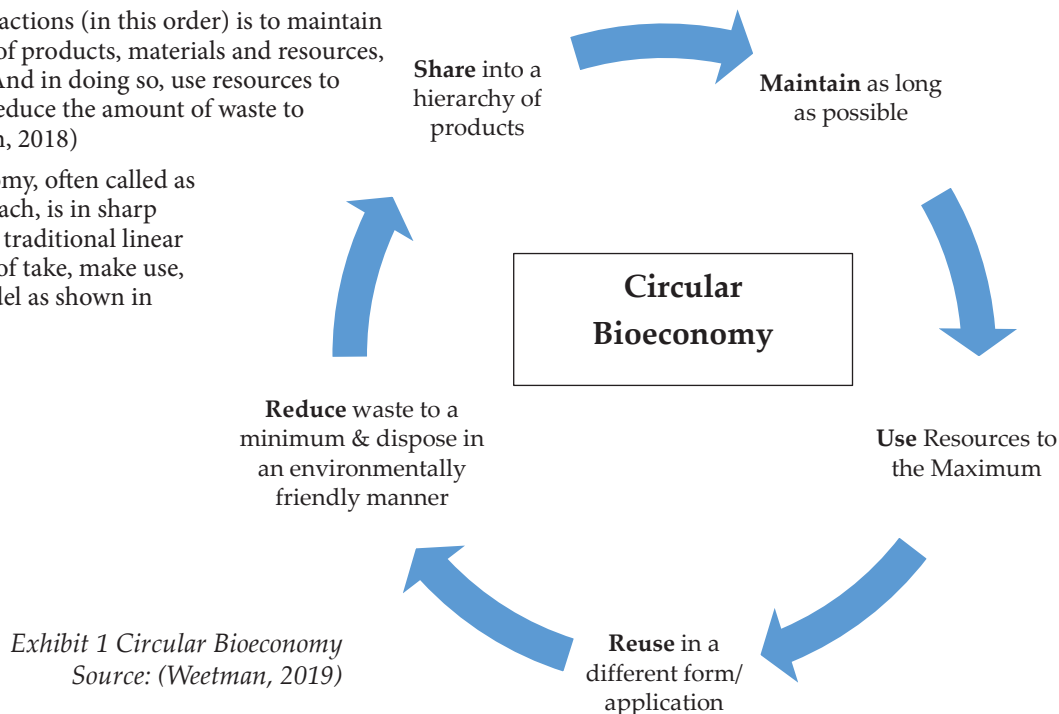 actions (in this order) is to maintain
of products, materials and resources,
And in doing so, use resources to
educe the amount of waste to
n, 2018)
omy, often called as
ach, is in sharp
traditional linear
of take, make use,
del as shown in
Share into a
hierarchy of
products
Maintain as long
as possible
Circular
Bioeconomy
Use Resources to
the Maximum
Reuse in a
different form/
application
Reduce waste to a
minimum & dispose in
an environmentally
friendly manner
Exhibit 1 Circular Bioeconomy
Source: (Weetman, 2019)